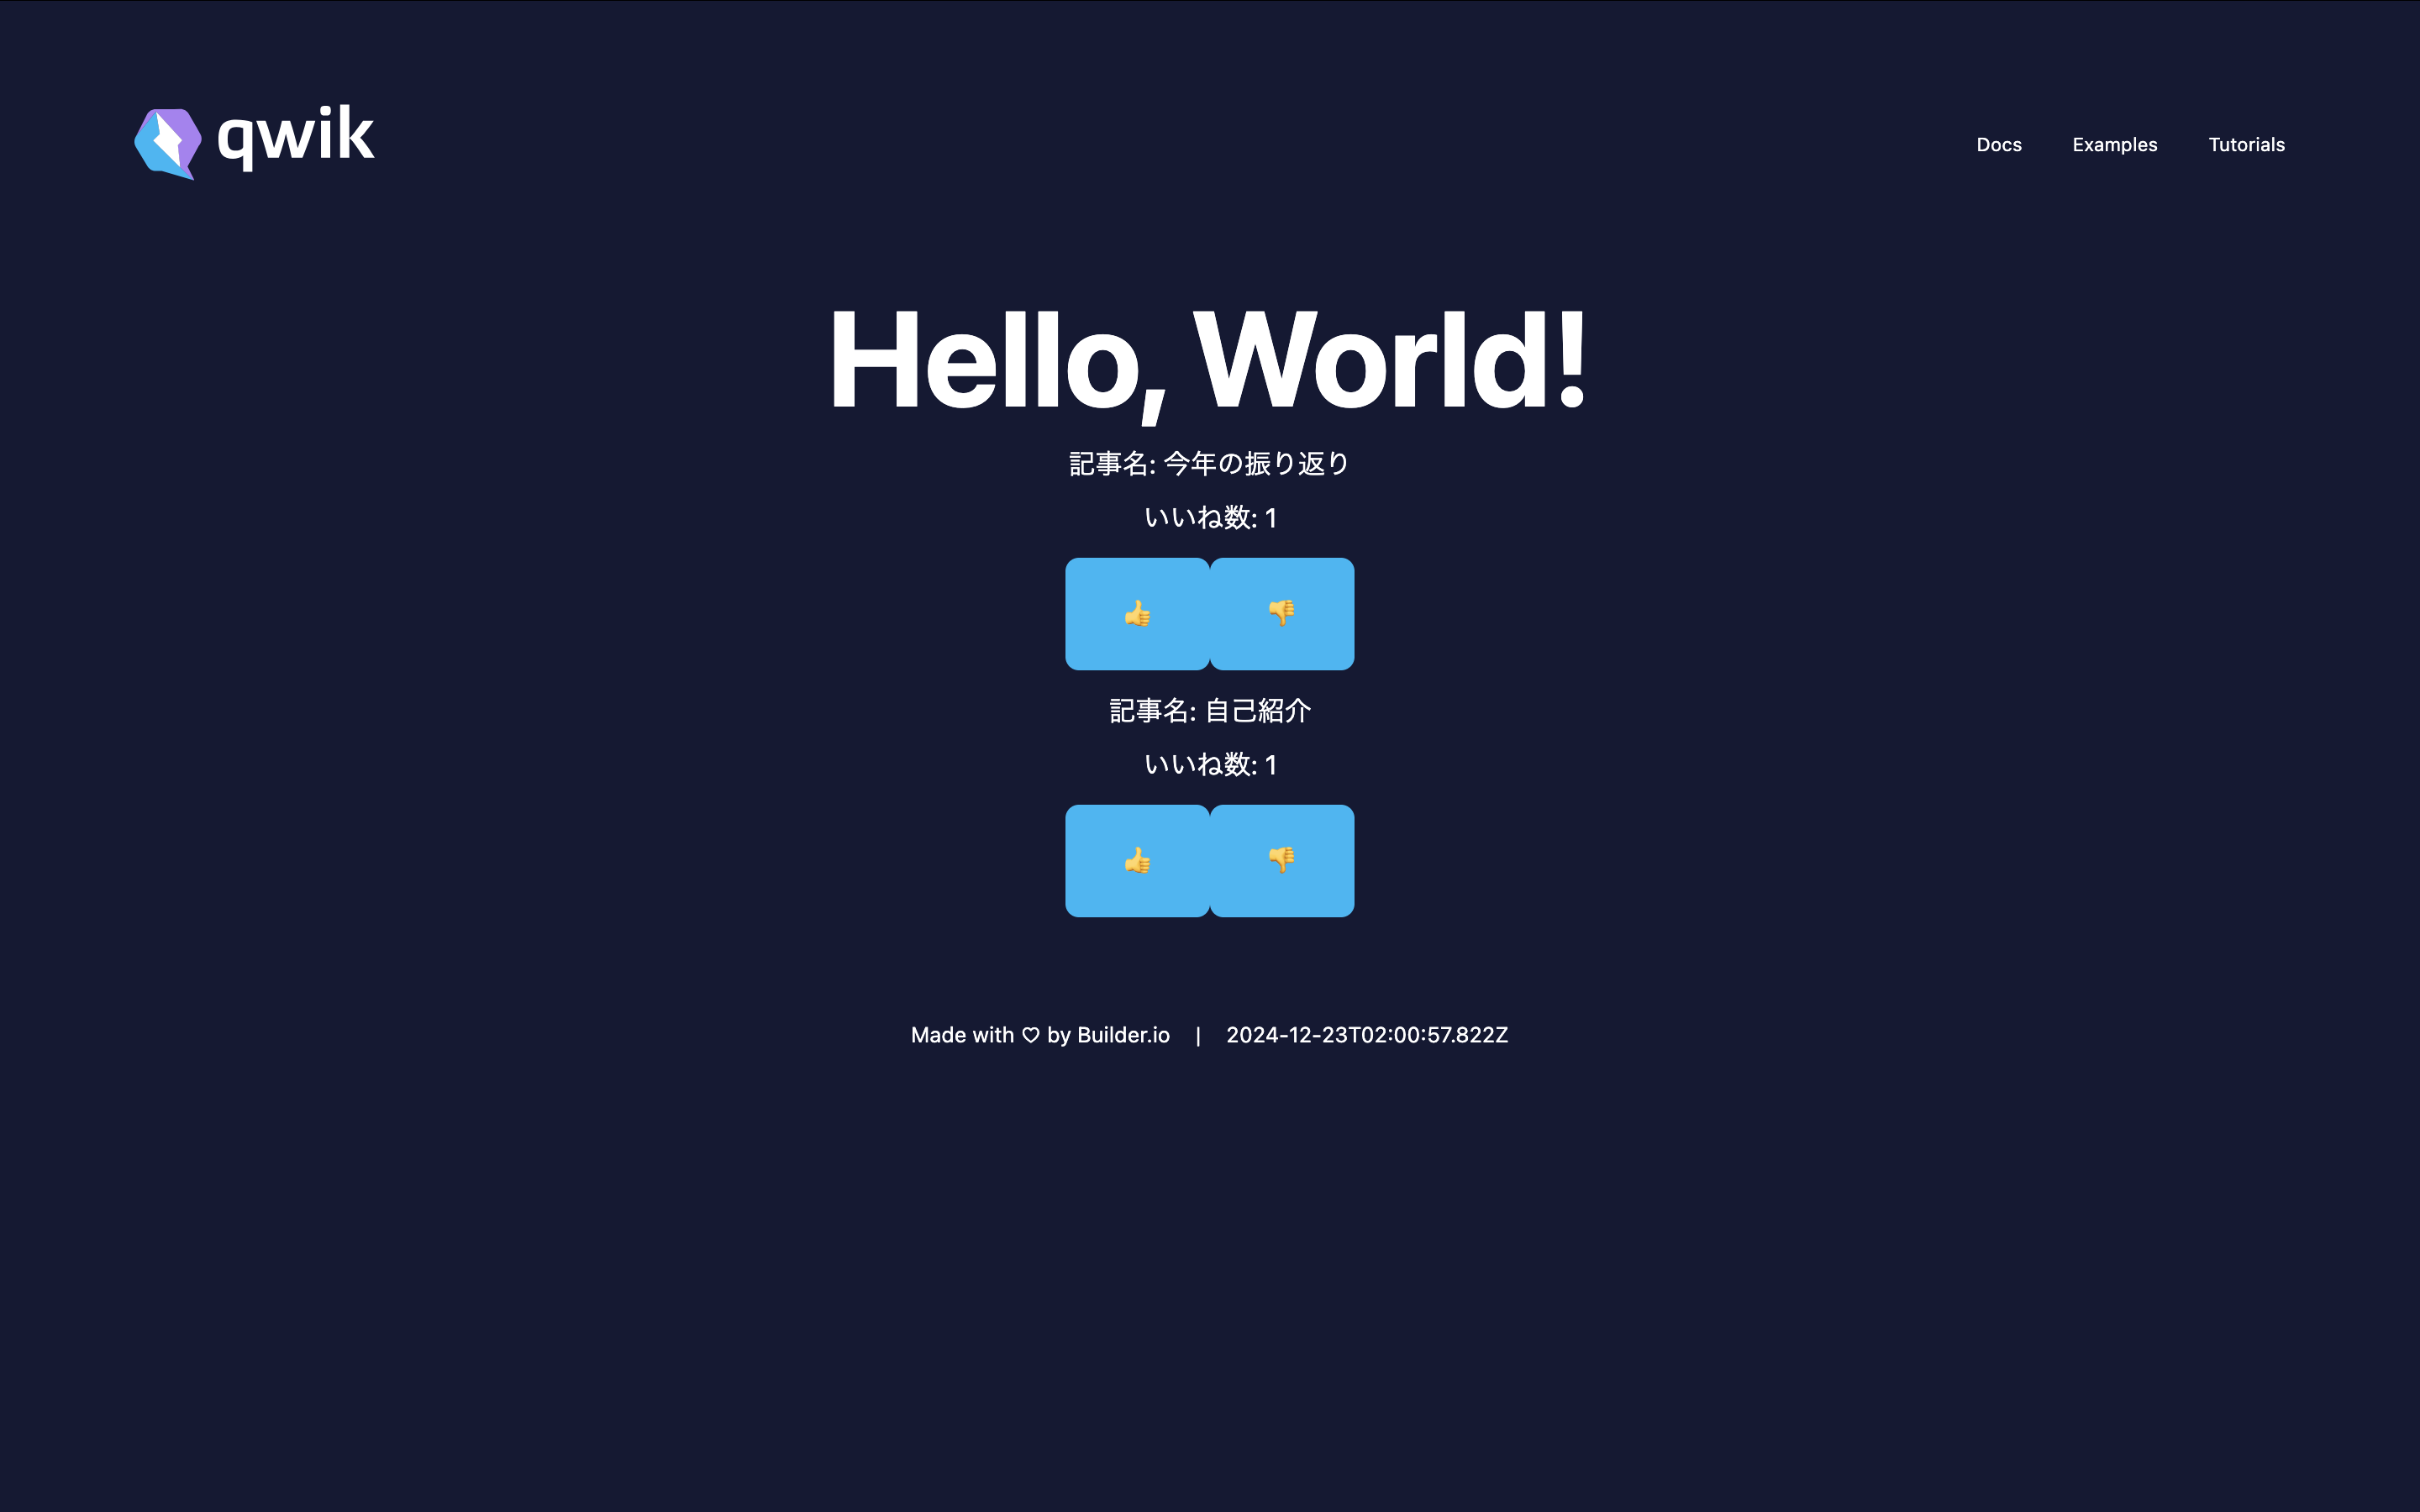 qwik
Docs Examples Tutorials
Hello, World!
記事名: 今年の振り返り
いいね数: 1
👍 👎
記事名: 自己紹介
いいね数: 1
👍 👎
Made with ♡ by Builder.io | 2024-12-23T02:00:57.822Z